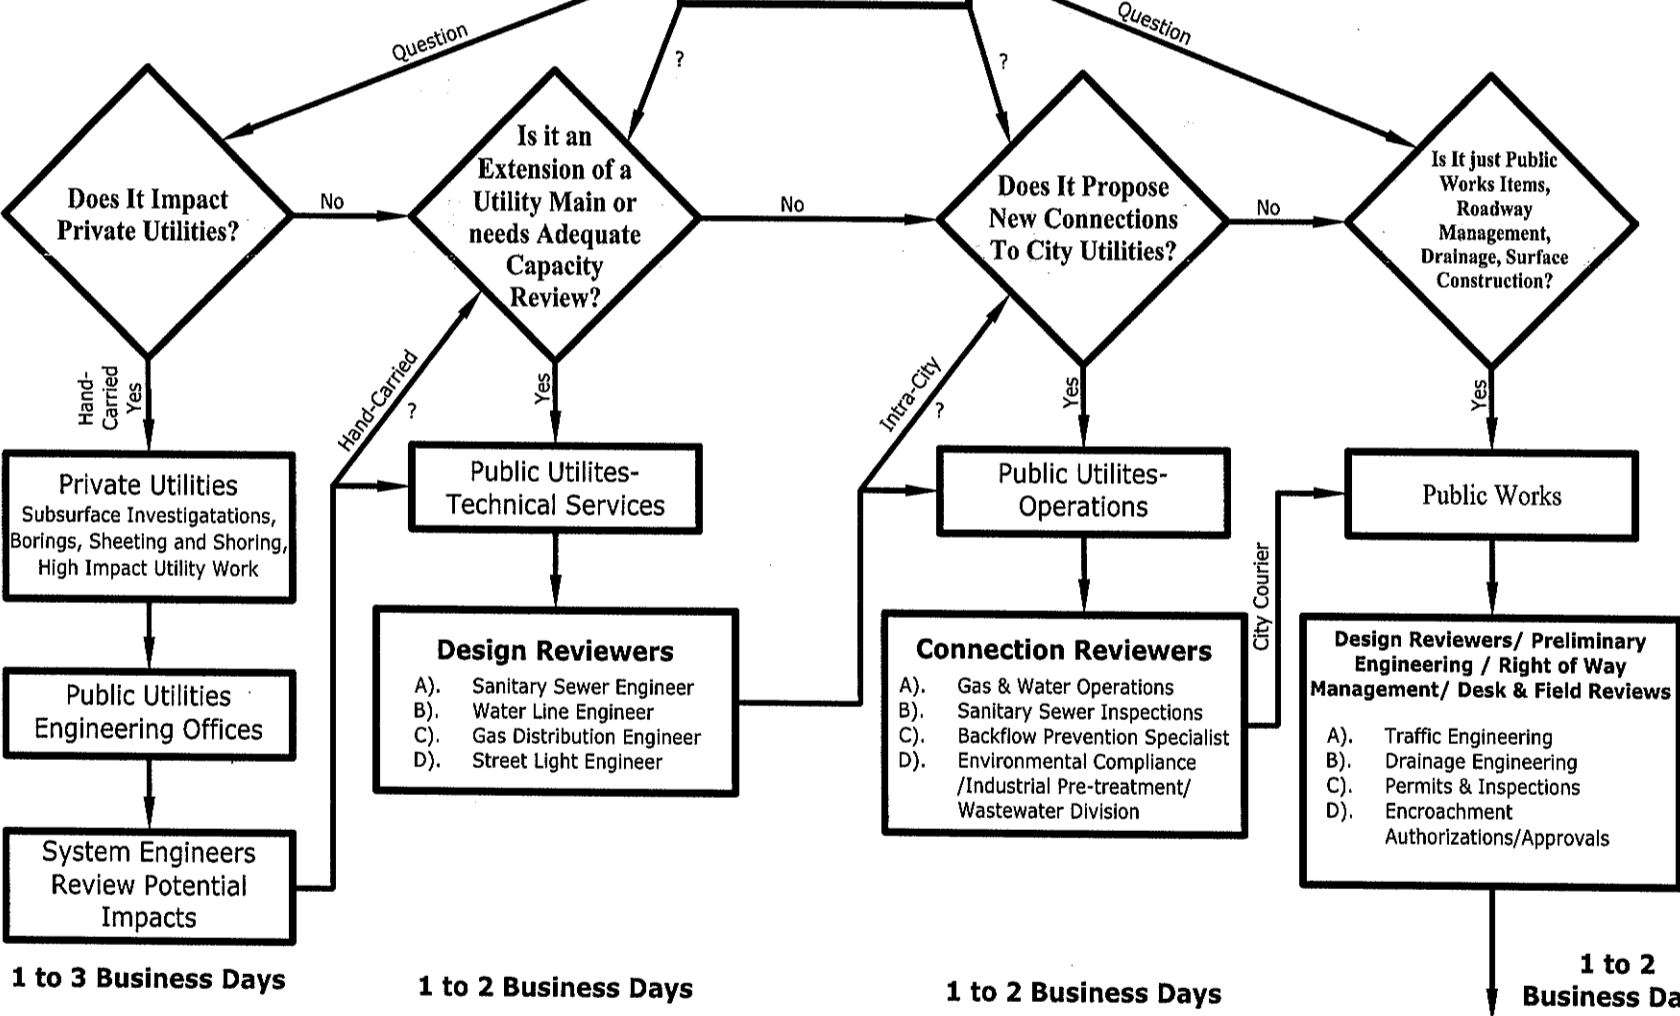 Question
?
?
Question
Does It Impact
Private Utilities?
No
Is it an
Extension of a
Utility Main or
needs Adequate
Capacity
Review?
No
Does It Propose
New Connections
To City Utilities?
No
Is It just Public
Works Items,
Roadway
Management,
Drainage, Surface
Construction?
Hand-
Carried
Yes
Hand-Carried
?
Yes
Intra-City
?
Yes
Yes
Private Utilities
Subsurface Investigatations,
Borings, Sheeting and Shoring,
High Impact Utility Work
Public Utilities
Engineering Offices
System Engineers
Review Potential
Impacts
1 to 3 Business Days
Public Utilites-
Technical Services
Design Reviewers
A). Sanitary Sewer Engineer
B). Water Line Engineer
C). Gas Distribution Engineer
D). Street Light Engineer
1 to 2 Business Days
Public Utilites-
Operations
Connection Reviewers
A). Gas & Water Operations
B). Sanitary Sewer Inspections
C). Backflow Prevention Specialist
D). Environmental Compliance
/Industrial Pre-treatment/
Wastewater Division
1 to 2 Business Days
City Courier
Public Works
Design Reviewers/ Preliminary
Engineering / Right of Way
Management/ Desk & Field Reviews
A). Traffic Engineering
B). Drainage Engineering
C). Permits & Inspections
D). Encroachment
Authorizations/Approvals
1 to 2
Business Da